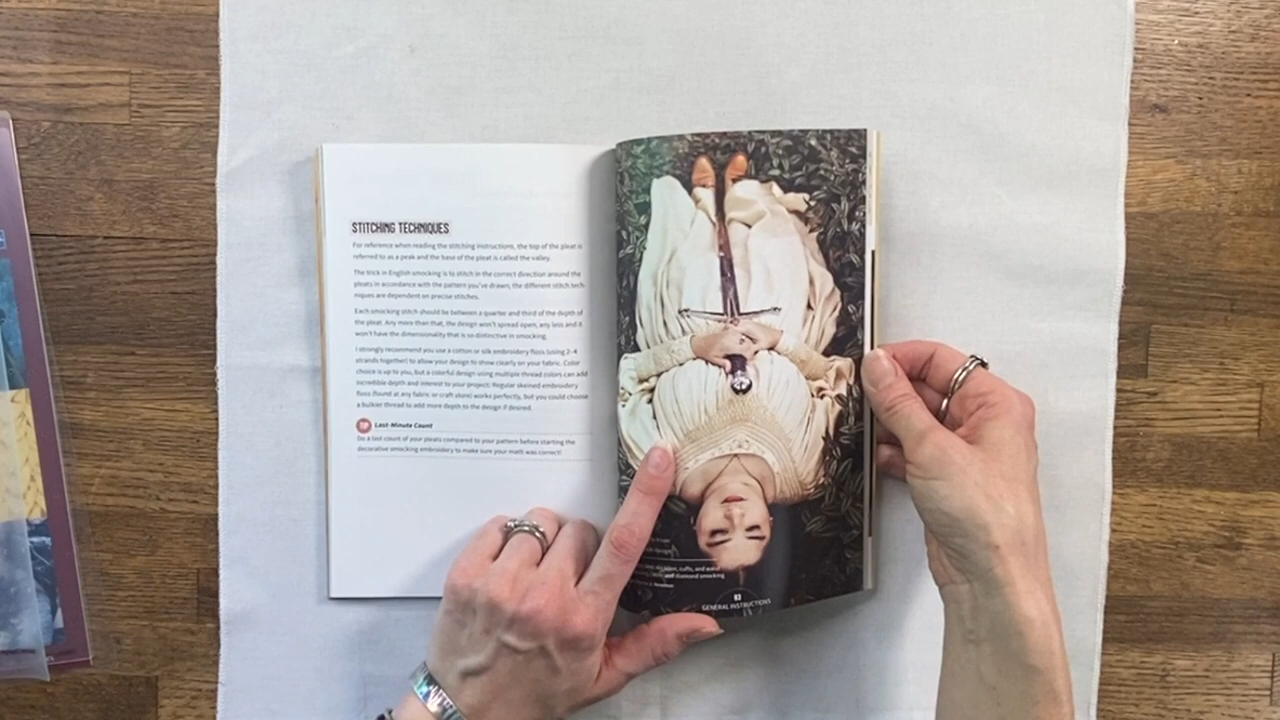 STITCHING TECHNIQUES
For reference when reading the stitching instructions, the top of the pleat is
referred to as a peak and the base of the pleat is called the valley.
The trick in English smocking is to stitch in the correct direction around the
pleats in accordance with the pattern you've drawn, the different stitch tech-
niques are dependent on precise stitches.
Each smocking stitch should be between a quarter and third of the depth of
the pleat. Any more than that, the design won't spread open, any less and it
won't have the dimensionality that is so distinctive in smocking.
I strongly recommend you use a cotton or silk embroidery floss (using 2–4
strands together) to allow your design to show clearly on your fabric. Color
choice is up to you, but a colorful design using multiple thread colors can add
incredible depth and interest to your project. Regular skeined embroidery
floss (found at any fabric or craft store) works perfectly, but you could choose
a bulkier thread to add more depth to the design if desired.
TIP Last-Minute Count
Do a last count of your pleats compared to your pattern before starting the
decorative smocking embroidery to make sure your math was correct!
cuffs, and waist
and diamond smocking
83
GENERAL INSTRUCTIONS